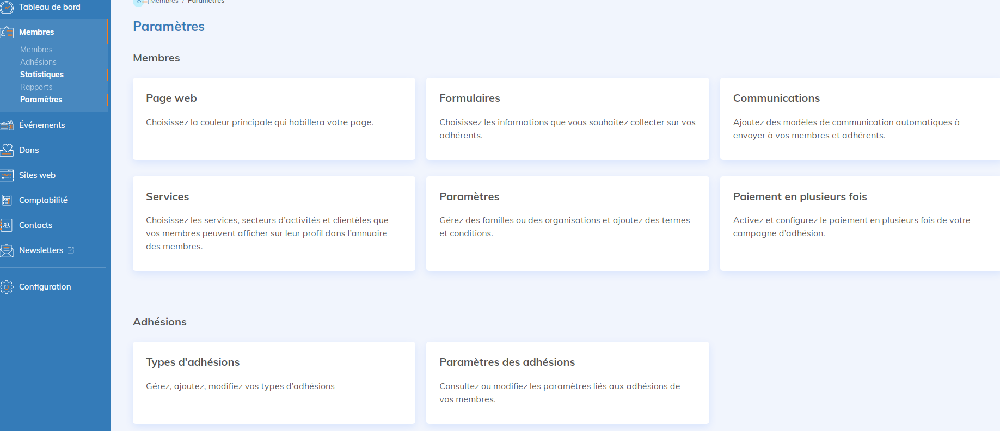 Tableau de bord
Membres
Membres
Adhésions
Statistiques
Rapports
Paramètres
Événements
Dons
Sites web
Comptabilité
Contacts
Newsletters
Configuration
Membres / Paramètres
Paramètres
Membres
Page web
Choisissez la couleur principale qui habillera votre page.
Formulaires
Choisissez les informations que vous souhaitez collecter sur vos
adhérents.
Communications
Ajoutez des modèles de communication automatiques à
envoyer à vos membres et adhérents.
Services
Choisissez les services, secteurs d’activités et clientèles que
vos membres peuvent afficher sur leur profil dans l’annuaire
des membres.
Paramètres
Gérez des familles ou des organisations et ajoutez des termes
et conditions.
Paiement en plusieurs fois
Activez et configurez le paiement en plusieurs fois de votre
campagne d’adhésion.
Adhésions
Types d'adhésions
Gérez, ajoutez, modifiez vos types d’adhésions
Paramètres des adhésions
Consultez ou modifiez les paramètres liés aux adhésions de
vos membres.